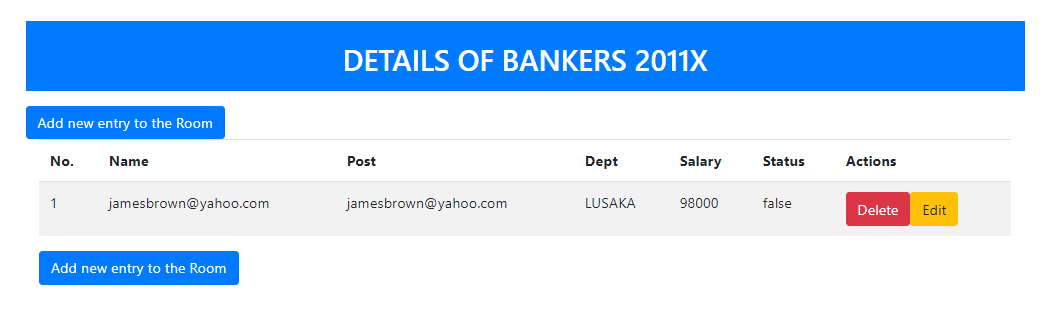 DETAILS OF BANKERS 2011X
Add new entry to the Room
No. Name Post Dept Salary Status Actions
1 jamesbrown@yahoo.com jamesbrown@yahoo.com LUSAKA 98000 false Delete Edit
Add new entry to the Room